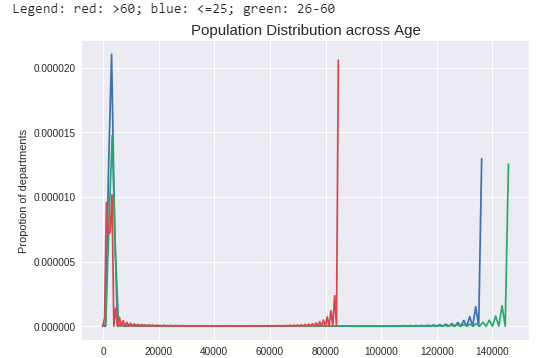 Legend: red: >60; blue: <=25; green: 26-60
Population Distribution across Age
Propotion of departments
0.000020
0.000015
0.000010
0.000005
0.000000
0 20000 40000 60000 80000 100000 120000 140000